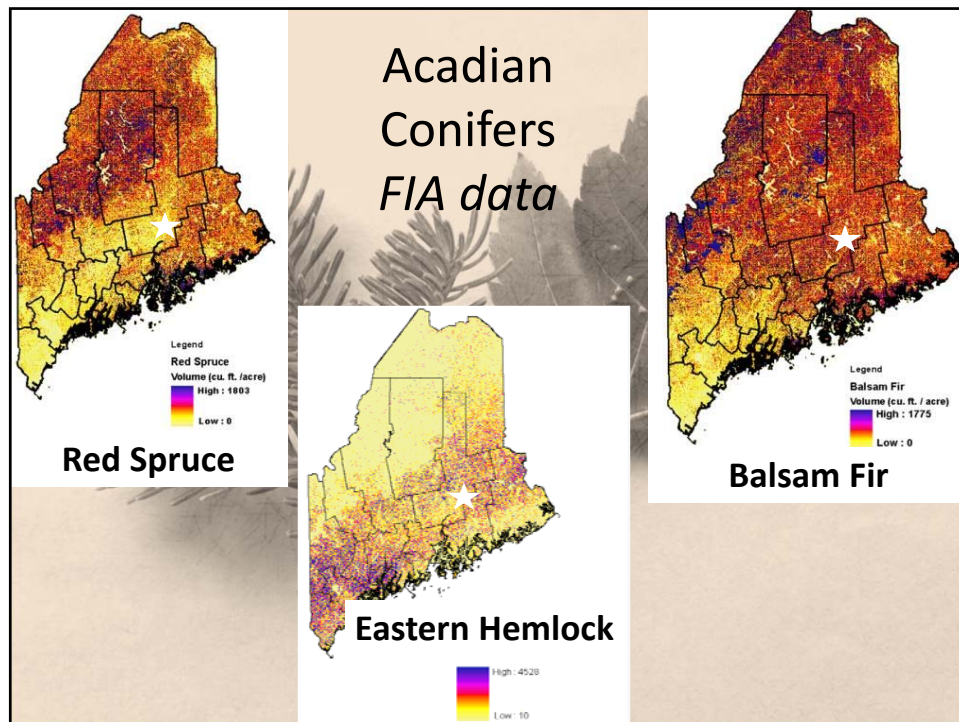 Acadian
Conifers
FIA data
Legend
Red Spruce
Volume (cu. ft. /acre)
High : 1803
Low : 0
Red Spruce
Legend
Balsam Fir
Volume (cu. ft. / acre)
High : 1775
Low : 0
Balsam Fir
Eastern Hemlock
High : 4528
Low : 10